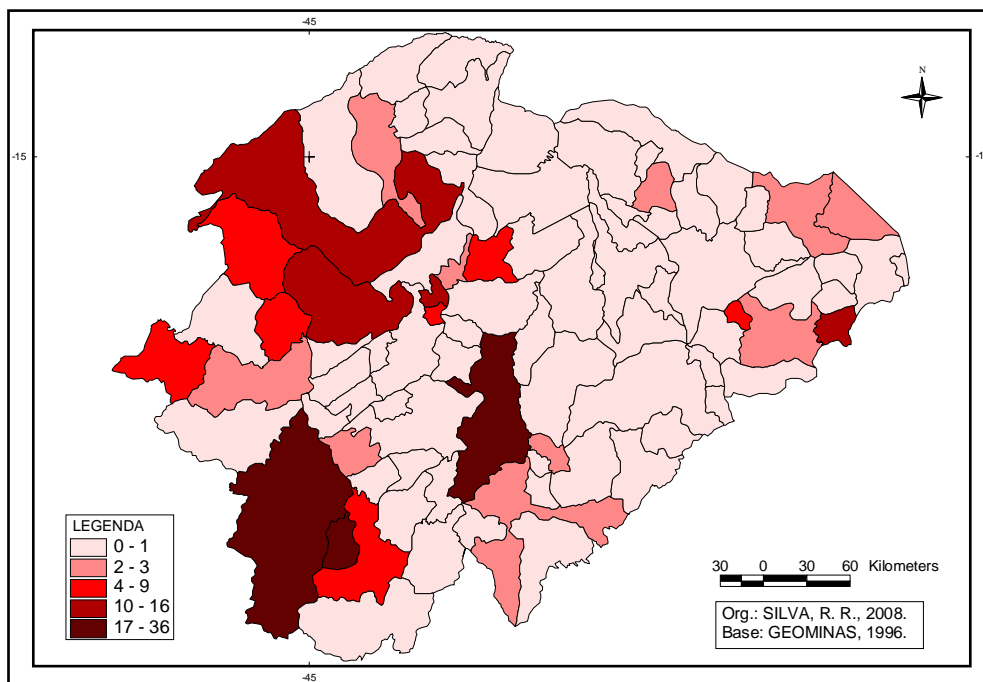 -45
N
-15
-1
LEGENDA
0 - 1
2 - 3
4 - 9
10 - 16
17 - 36
30 0 30 60 Kilometers
Org.: SILVA, R. R., 2008.
Base: GEOMINAS, 1996.
-45